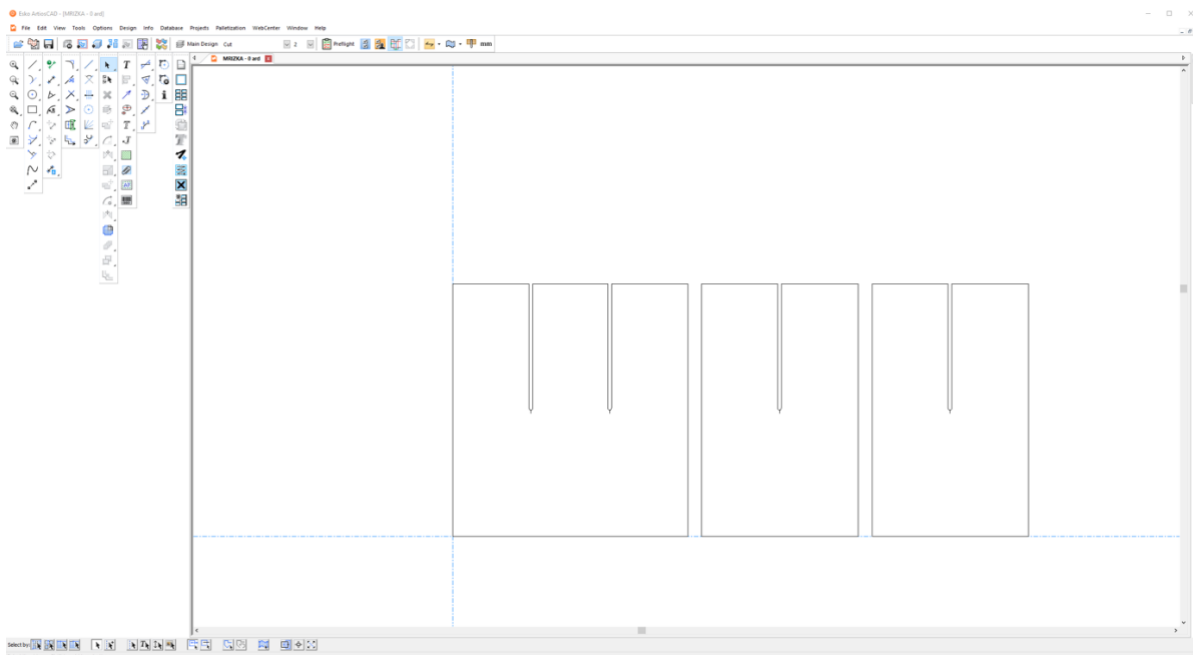 Esko ArtiosCAD - [MRIZKA - 0 ard]
File Edit View Tools Options Design Info Database Projects Palletization WebCenter Window Help
Main Design Cut 2 Preflight mm
MRIZKA - 0 ard
Select by: